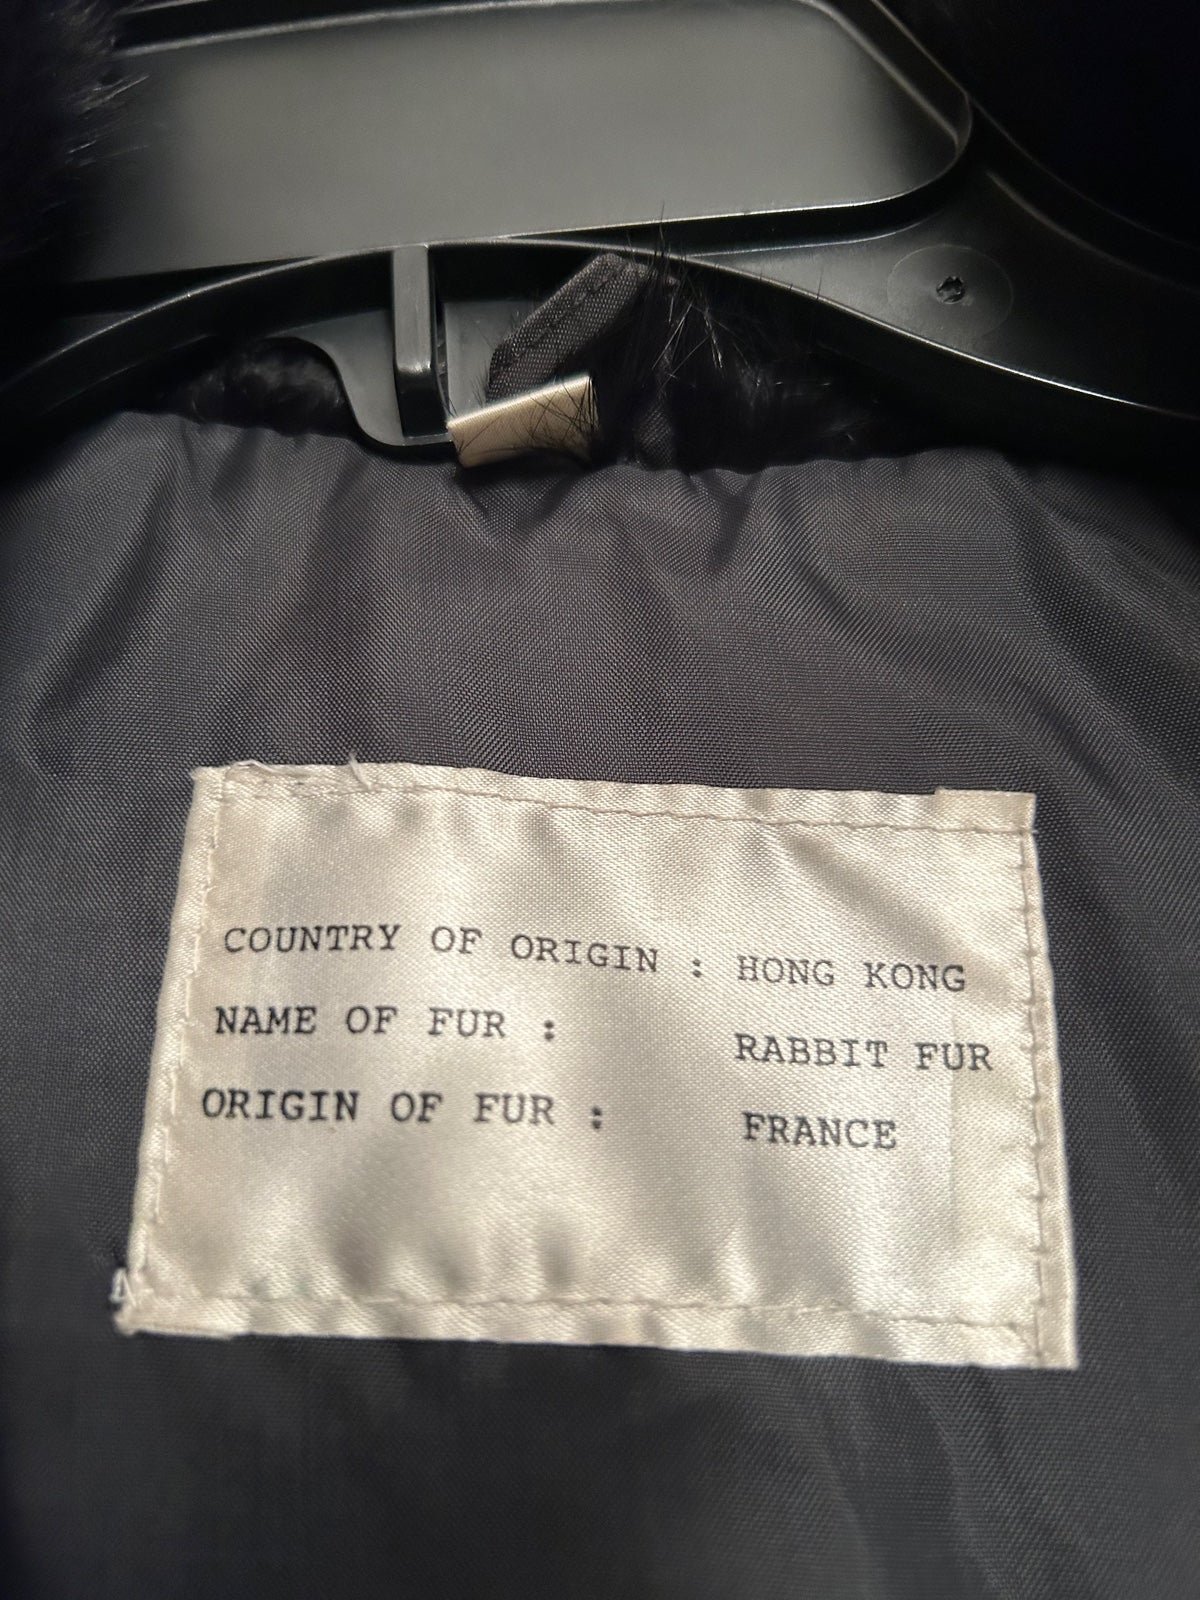 COUNTRY OF ORIGIN : HONG KONG
NAME OF FUR : RABBIT FUR
ORIGIN OF FUR : FRANCE